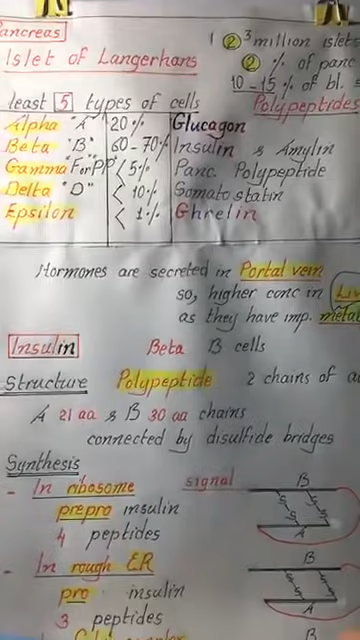 Pancreas
1 2 3 million islets
Islet of Langerhans
2 % of panc
10 - 15 % of bl. s
least 5 types of cells
Polypeptides
Alpha "A" 20% Glucagon
Beta "B" 60-70% Insulin & Amylin
Gamma "F or PP" < 5% Panc. Polypeptide
Delta "D" < 10% Somatostatin
Epsilon < 1% Ghrelin
Hormones are secreted in Portal vein
so, higher conc in Liv
as they have imp. metab
Insulin Beta B cells
Structure Polypeptide 2 chains of a
A 21 aa & B 30 aa chains
connected by disulfide bridges
Synthesis
- In ribosome signal B
prepro insulin S-S S-S
4 peptides A
- In rough ER B
pro insulin
3 peptides A
B